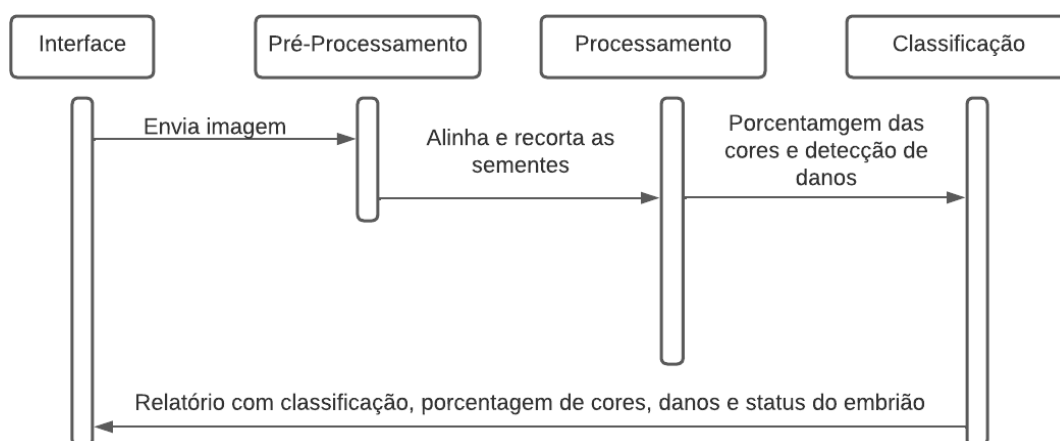 Interface
Pré-Processamento
Processamento
Classificação
Envia imagem
Alinha e recorta as
sementes
Porcentamgem das
cores e detecção de
danos
Relatório com classificação, porcentagem de cores, danos e status do embrião